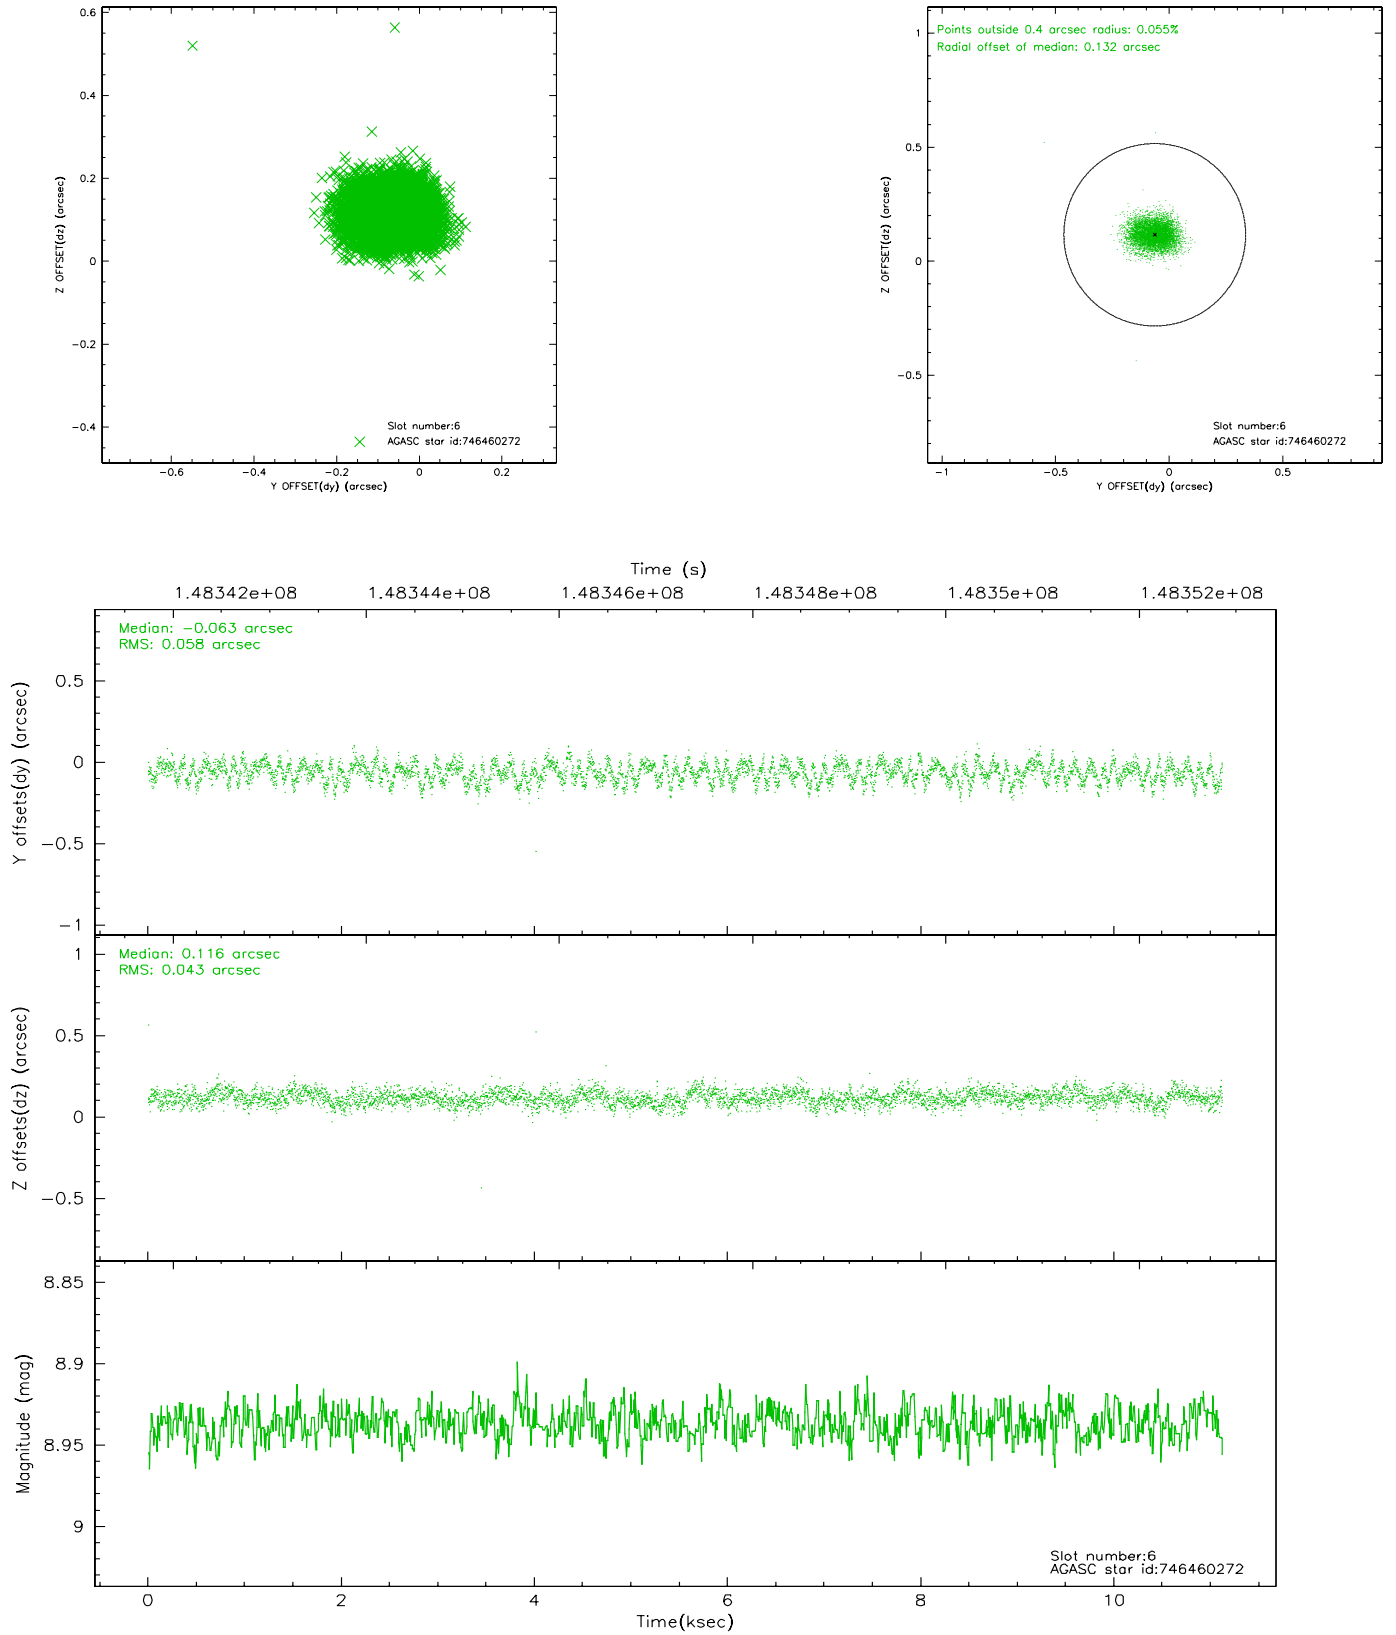 0.6
0.4
0.2
0
−0.2
−0.4
Z OFFSET(dz) (arcsec)
Slot number:6
AGASC star id:746460272
−0.6 −0.4 −0.2 0 0.2
Y OFFSET(dy) (arcsec)
Points outside 0.4 arcsec radius: 0.055%
Radial offset of median: 0.132 arcsec
1
0.5
0
−0.5
Z OFFSET(dz) (arcsec)
Slot number:6
AGASC star id:746460272
−1 −0.5 0 0.5
Y OFFSET(dy) (arcsec)
Time (s)
1.48342e+08 1.48344e+08 1.48346e+08 1.48348e+08 1.4835e+08 1.48352e+08
Median: −0.063 arcsec
RMS: 0.058 arcsec
0.5
0
−0.5
−1
Y offsets(dy) (arcsec)
Median: 0.116 arcsec
RMS: 0.043 arcsec
1
0.5
0
−0.5
Z offsets(dz) (arcsec)
8.85
8.9
8.95
9
Magnitude (mag)
Slot number:6
AGASC star id:746460272
0 2 4 6 8 10
Time(ksec)